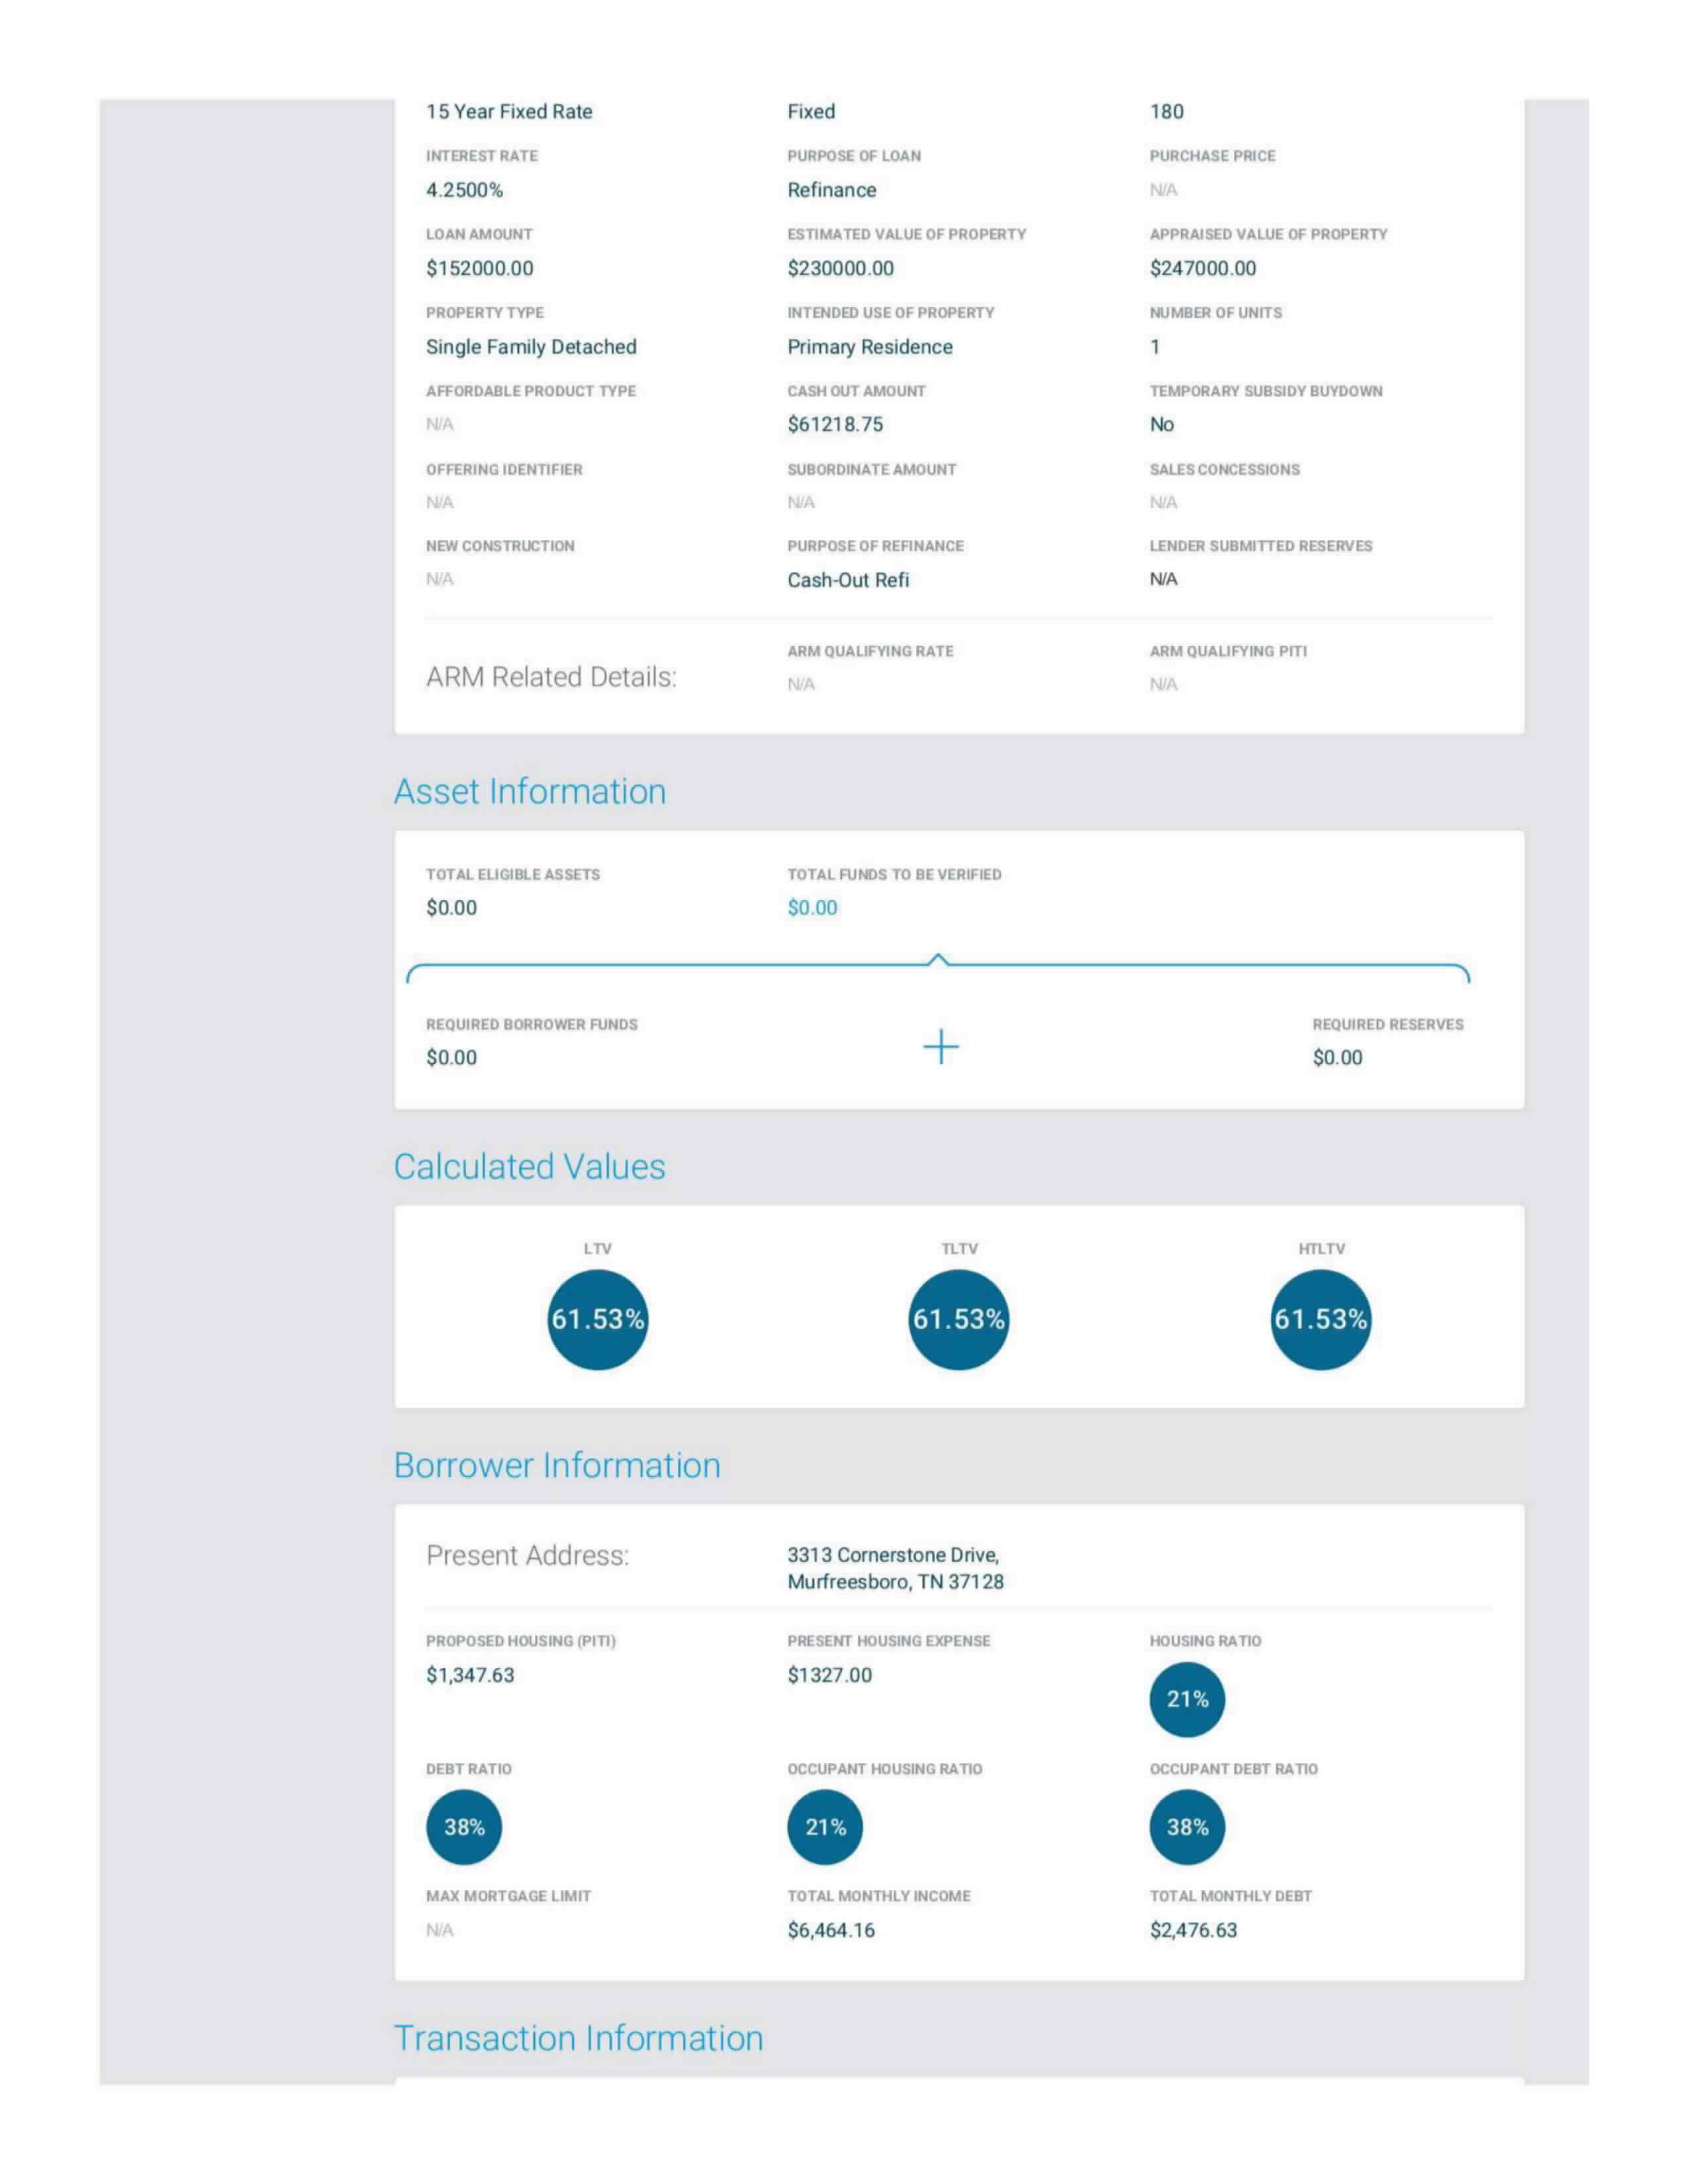 15 Year Fixed Rate Fixed 180
INTEREST RATE PURPOSE OF LOAN PURCHASE PRICE
4.2500% Refinance N/A
LOAN AMOUNT ESTIMATED VALUE OF PROPERTY APPRAISED VALUE OF PROPERTY
$152000.00 $230000.00 $247000.00
PROPERTY TYPE INTENDED USE OF PROPERTY NUMBER OF UNITS
Single Family Detached Primary Residence 1
AFFORDABLE PRODUCT TYPE CASH OUT AMOUNT TEMPORARY SUBSIDY BUYDOWN
N/A $61218.75 No
OFFERING IDENTIFIER SUBORDINATE AMOUNT SALES CONCESSIONS
N/A N/A N/A
NEW CONSTRUCTION PURPOSE OF REFINANCE LENDER SUBMITTED RESERVES
N/A Cash-Out Refi N/A
ARM Related Details: ARM QUALIFYING RATE ARM QUALIFYING PITI
N/A N/A
Asset Information
TOTAL ELIGIBLE ASSETS TOTAL FUNDS TO BE VERIFIED
$0.00 $0.00
REQUIRED BORROWER FUNDS + REQUIRED RESERVES
$0.00 $0.00
Calculated Values
LTV TLTV HTLTV
61.53% 61.53% 61.53%
Borrower Information
Present Address: 3313 Cornerstone Drive,
Murfreesboro, TN 37128
PROPOSED HOUSING (PITI) PRESENT HOUSING EXPENSE HOUSING RATIO
$1,347.63 $1327.00 21%
DEBT RATIO OCCUPANT HOUSING RATIO OCCUPANT DEBT RATIO
38% 21% 38%
MAX MORTGAGE LIMIT TOTAL MONTHLY INCOME TOTAL MONTHLY DEBT
N/A $6,464.16 $2,476.63
Transaction Information